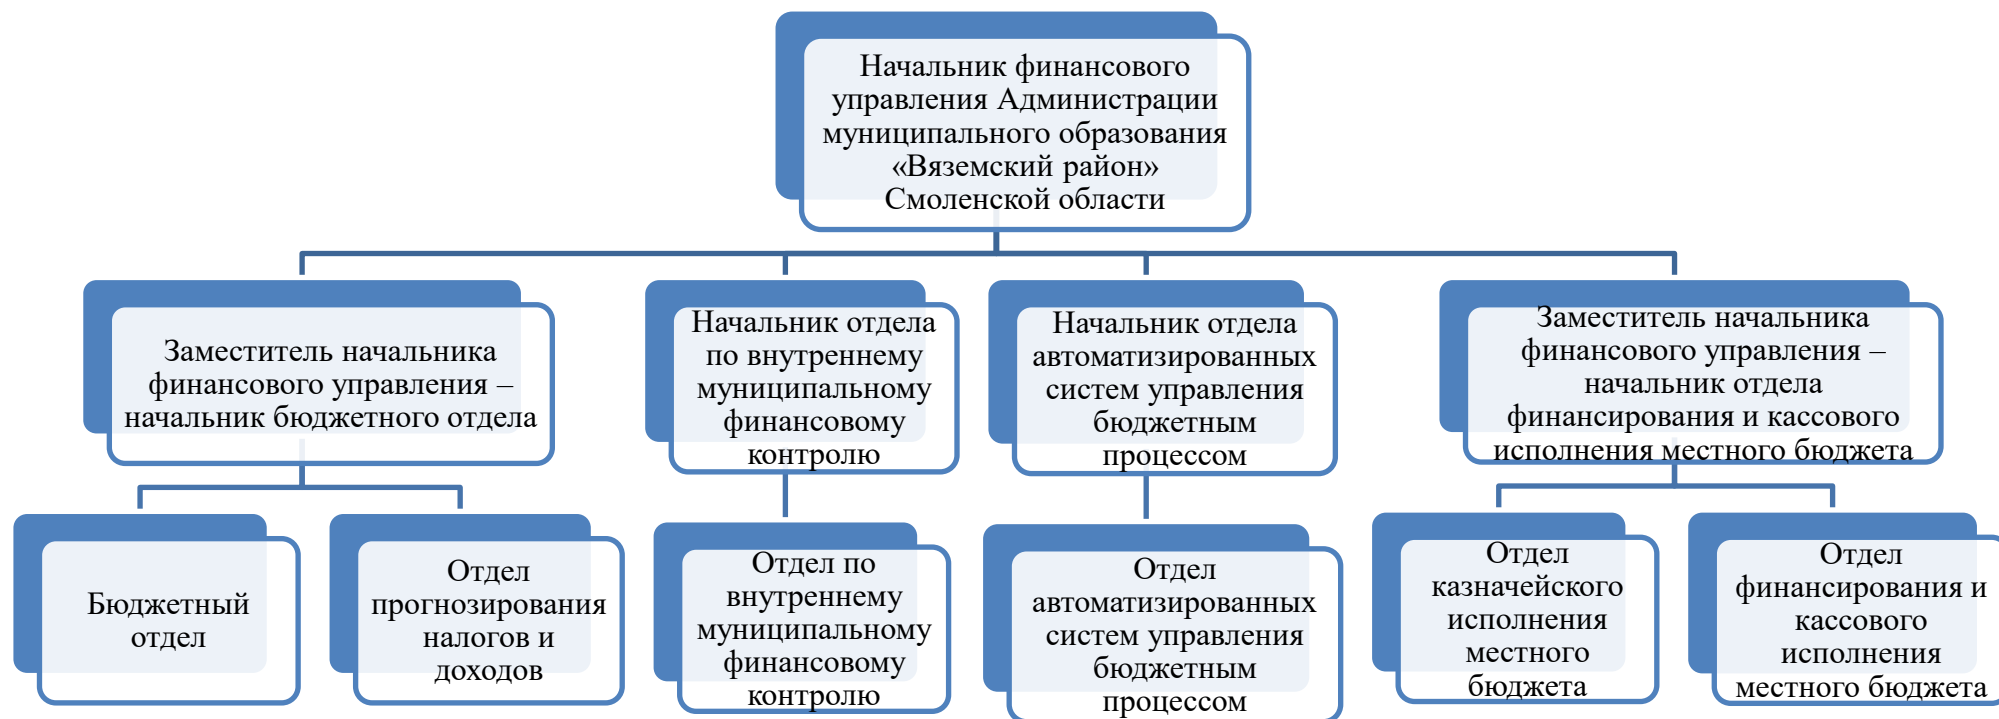 Начальник финансового
управления Администрации
муниципального образования
«Вяземский район»
Смоленской области
Заместитель начальника
финансового управления –
начальник бюджетного отдела
Начальник отдела
по внутреннему
муниципальному
финансовому
контролю
Начальник отдела
автоматизированных
систем управления
бюджетным
процессом
Заместитель начальника
финансового управления –
начальник отдела
финансирования и кассового
исполнения местного бюджета
Бюджетный
отдел
Отдел
прогнозирования
налогов и
доходов
Отдел по
внутреннему
муниципальному
финансовому
контролю
Отдел
автоматизированных
систем управления
бюджетным
процессом
Отдел
казначейского
исполнения
местного
бюджета
Отдел
финансирования и
кассового
исполнения
местного бюджета